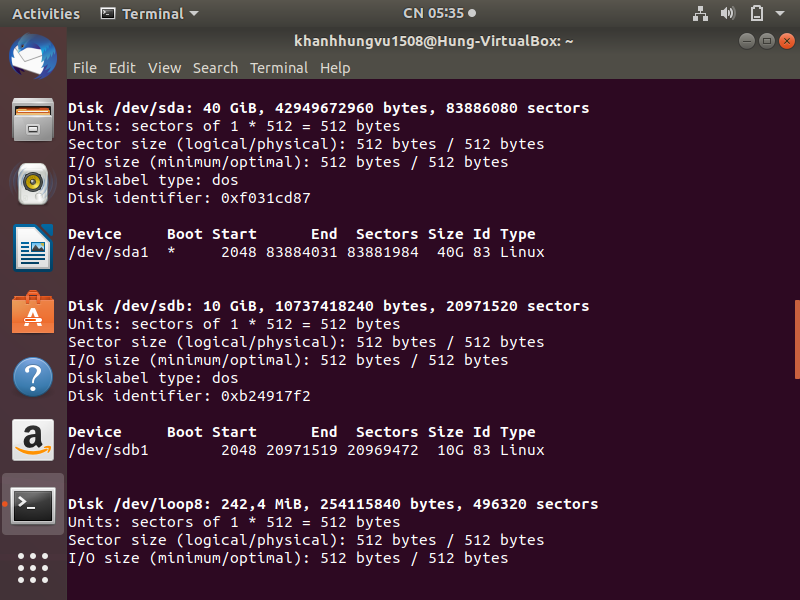 Activities Terminal CN 05:35
khanhhungvu1508@Hung-VirtualBox: ~
File Edit View Search Terminal Help
Disk /dev/sda: 40 GiB, 42949672960 bytes, 83886080 sectors
Units: sectors of 1 * 512 = 512 bytes
Sector size (logical/physical): 512 bytes / 512 bytes
I/O size (minimum/optimal): 512 bytes / 512 bytes
Disklabel type: dos
Disk identifier: 0xf031cd87
Device     Boot Start      End  Sectors Size Id Type
/dev/sda1  *     2048 83884031 83881984  40G 83 Linux
Disk /dev/sdb: 10 GiB, 10737418240 bytes, 20971520 sectors
Units: sectors of 1 * 512 = 512 bytes
Sector size (logical/physical): 512 bytes / 512 bytes
I/O size (minimum/optimal): 512 bytes / 512 bytes
Disklabel type: dos
Disk identifier: 0xb24917f2
Device     Boot Start      End  Sectors Size Id Type
/dev/sdb1        2048 20971519 20969472  10G 83 Linux
Disk /dev/loop8: 242,4 MiB, 254115840 bytes, 496320 sectors
Units: sectors of 1 * 512 = 512 bytes
Sector size (logical/physical): 512 bytes / 512 bytes
I/O size (minimum/optimal): 512 bytes / 512 bytes